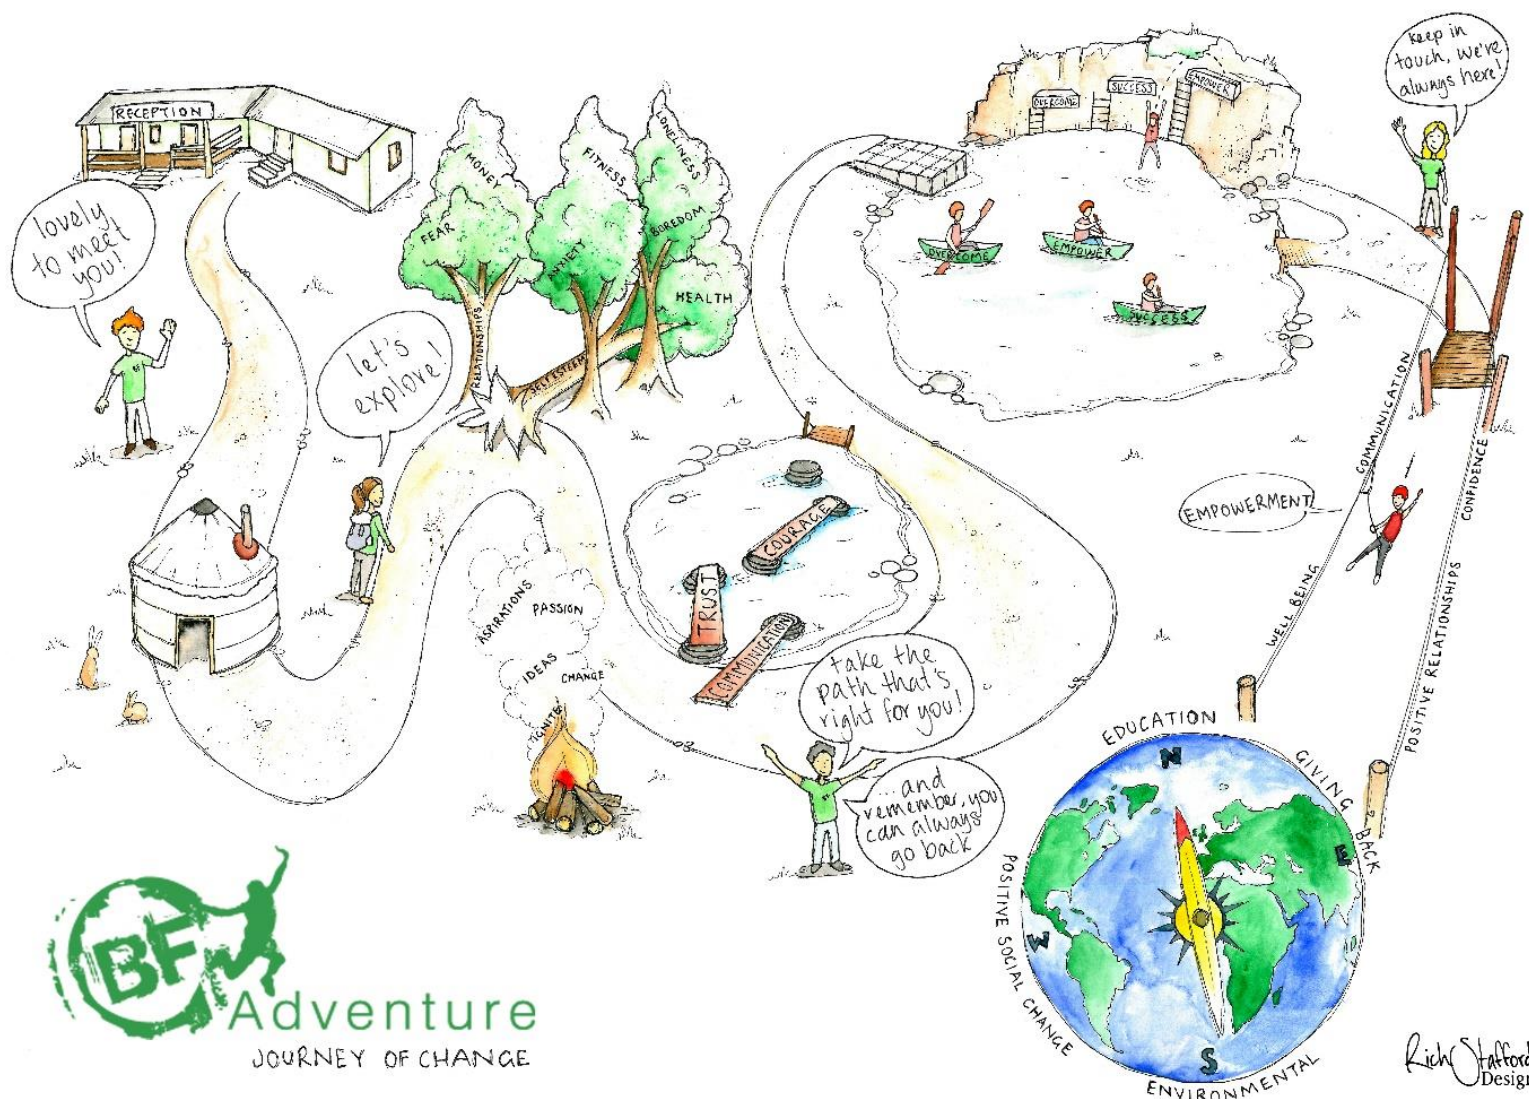 RECEPTION
lovely
to meet
you!
let's
explore!
MONEY
FEAR
RELATIONSHIPS
FITNESS
ANXIETY
LONELINESS
BOREDOM
HEALTH
SELF ESTEEM
OVERCOME
SUCCESS
EMPOWER
OVERCOME
EMPOWER
SUCCESS
keep in
touch, we're
always here!
COURAGE
TRUST
COMMUNICATION
ASPIRATIONS
PASSION
IDEAS
CHANGE
IGNITE
take the
path that's
right for you!
...and
remember, you
can always
go back
EMPOWERMENT!
COMMUNICATION
WELL BEING
CONFIDENCE
POSITIVE RELATIONSHIPS
EDUCATION
GIVING
BACK
POSITIVE SOCIAL CHANGE
ENVIRONMENTAL
N
E
W
S
BF
Adventure
JOURNEY OF CHANGE
Rich Stafford
Design